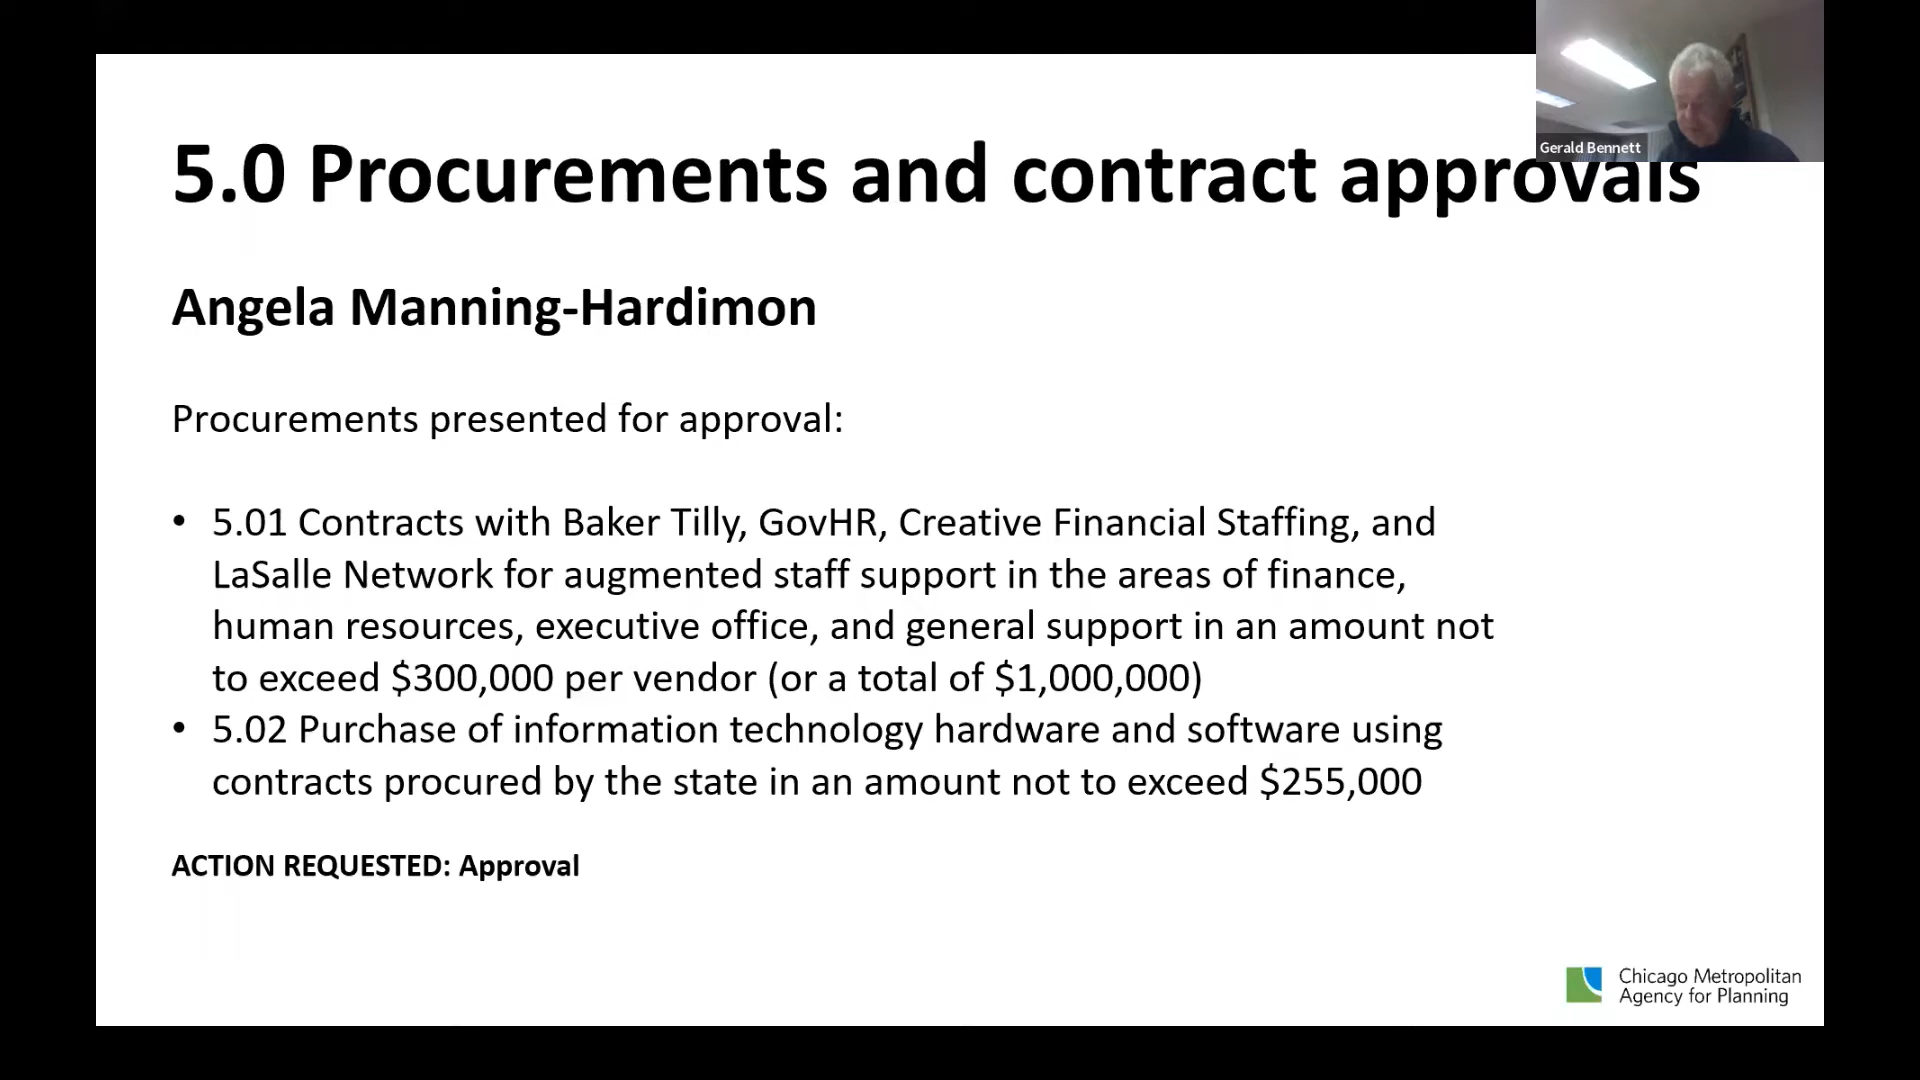 Gerald Bennett
5.0 Procurements and contract approvals
Angela Manning-Hardimon
Procurements presented for approval:
• 5.01 Contracts with Baker Tilly, GovHR, Creative Financial Staffing, and
LaSalle Network for augmented staff support in the areas of finance,
human resources, executive office, and general support in an amount not
to exceed $300,000 per vendor (or a total of $1,000,000)
• 5.02 Purchase of information technology hardware and software using
contracts procured by the state in an amount not to exceed $255,000
ACTION REQUESTED: Approval
Chicago Metropolitan
Agency for Planning